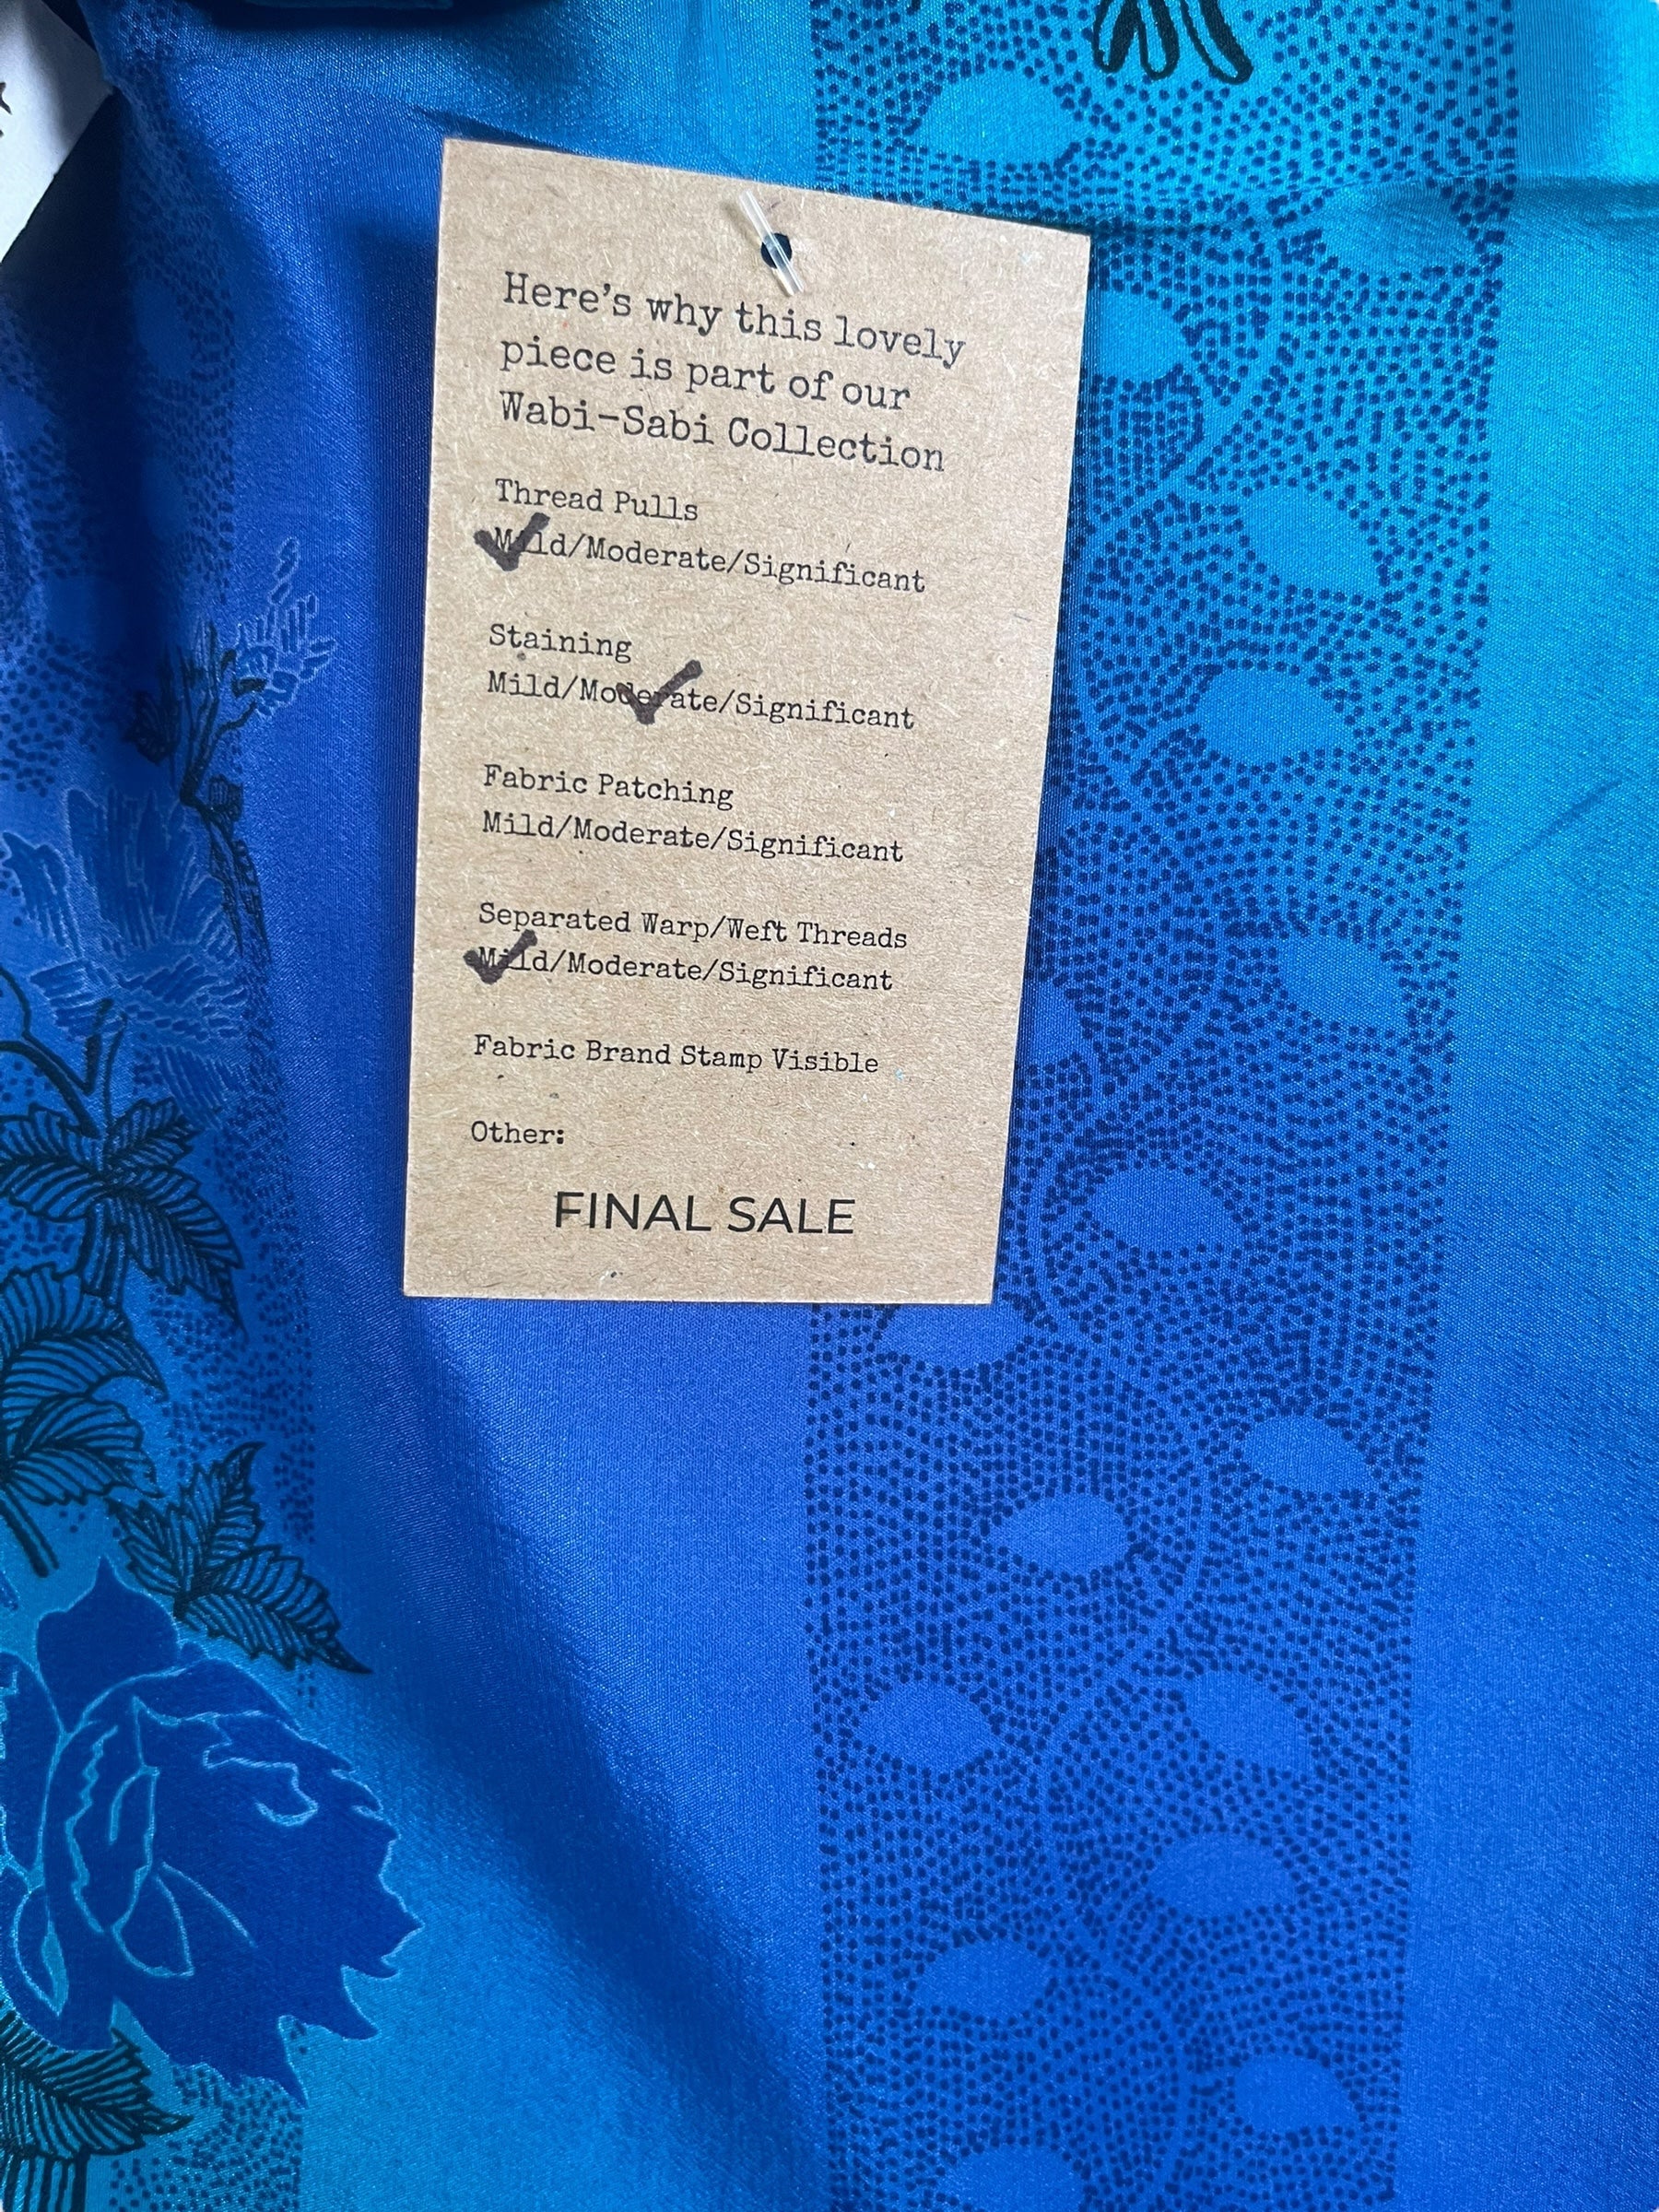 Here's why this lovely
piece is part of our
Wabi-Sabi Collection
Thread Pulls
Mild/Moderate/Significant
Staining
Mild/Moderate/Significant
Fabric Patching
Mild/Moderate/Significant
Separated Warp/Weft Threads
Mild/Moderate/Significant
Fabric Brand Stamp Visible
Other:
FINAL SALE